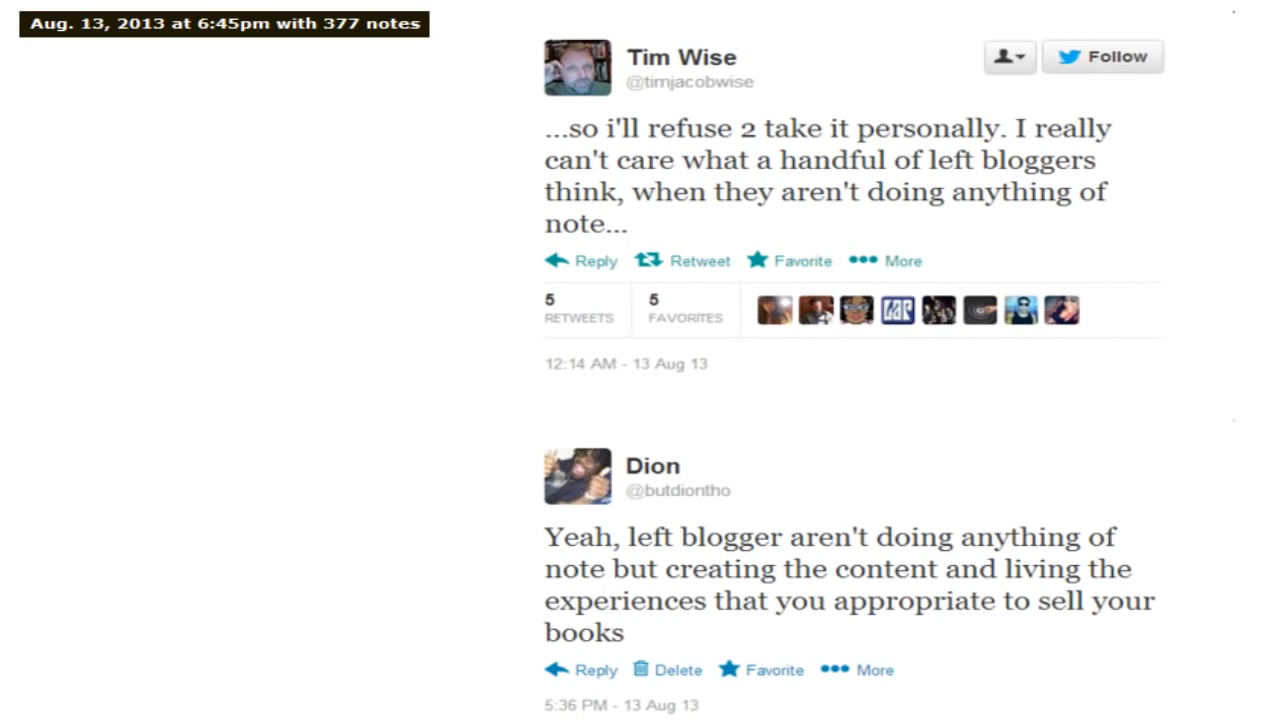 Aug. 13, 2013 at 6:45pm with 377 notes
Tim Wise
@timjacobwise
Follow
...so i'll refuse 2 take it personally. I really
can't care what a handful of left bloggers
think, when they aren't doing anything of
note...
Reply Retweet Favorite More
5 RETWEETS 5 FAVORITES
12:14 AM - 13 Aug 13
Dion
@butdiontho
Yeah, left blogger aren't doing anything of
note but creating the content and living the
experiences that you appropriate to sell your
books
Reply Delete Favorite More
5:36 PM - 13 Aug 13